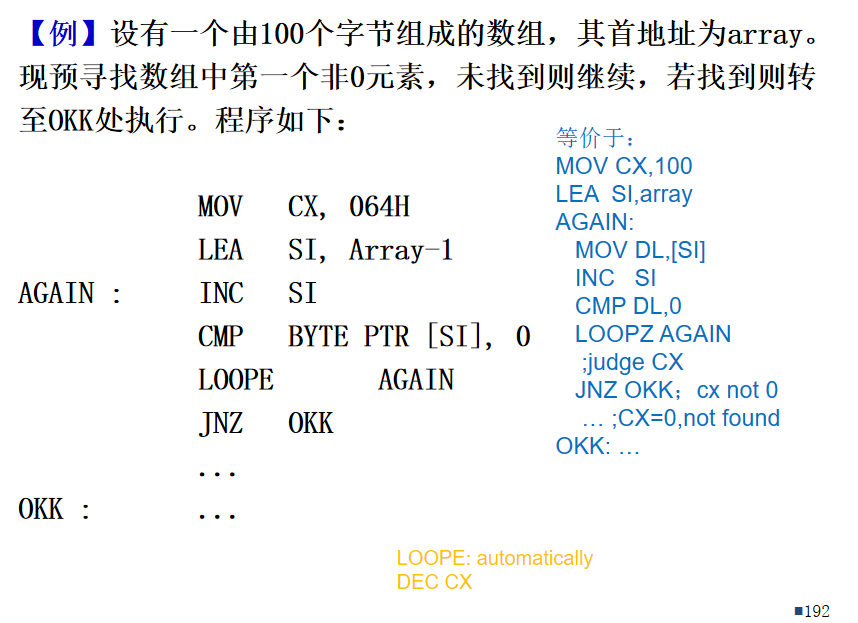 【例】设有一个由100个字节组成的数组，其首地址为array。
现预寻找数组中第一个非0元素，未找到则继续，若找到则转
至OKK处执行。程序如下：
MOV CX, 064H
LEA SI, Array-1
AGAIN : INC SI
CMP BYTE PTR [SI], 0
LOOPE AGAIN
JNZ OKK
...
OKK : ...
等价于：
MOV CX,100
LEA SI,array
AGAIN:
MOV DL,[SI]
INC SI
CMP DL,0
LOOPZ AGAIN
;judge CX
JNZ OKK；cx not 0
… ;CX=0,not found
OKK: …
LOOPE: automatically
DEC CX
192